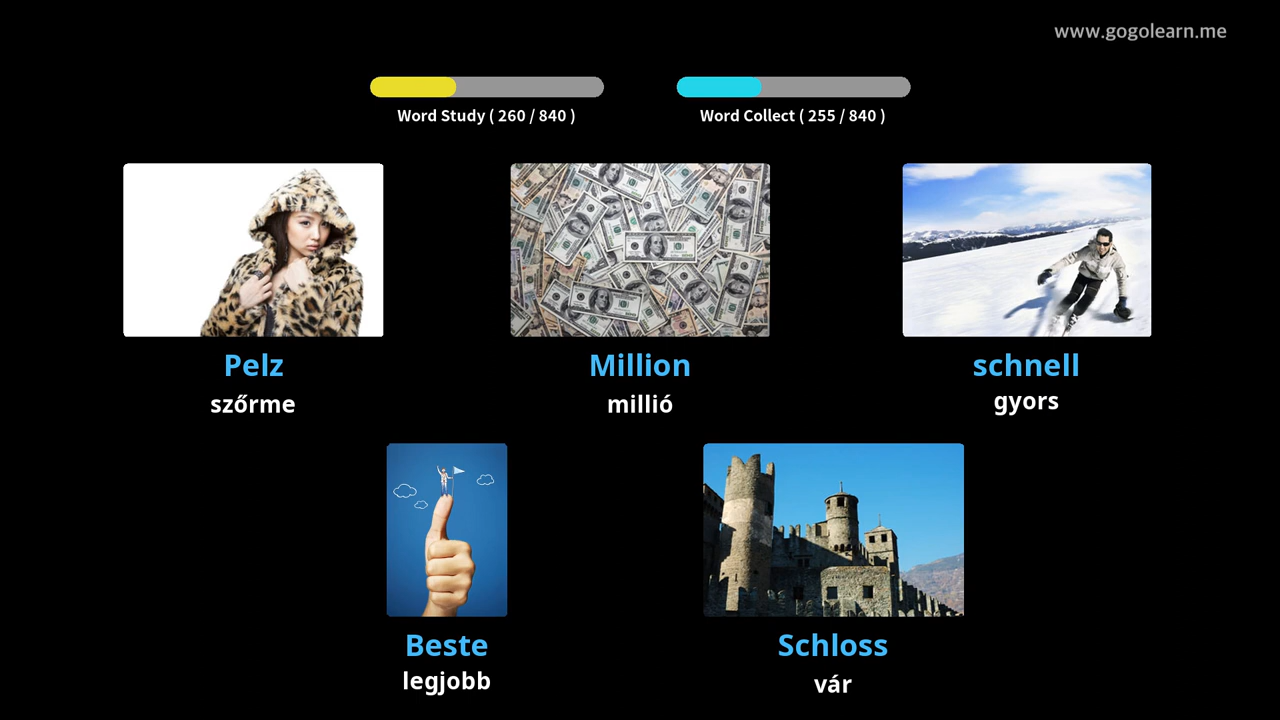 www.gogolearn.me
Word Study ( 260 / 840 )
Word Collect ( 255 / 840 )
Pelz
szőrme
Million
millió
schnell
gyors
Beste
legjobb
Schloss
vár